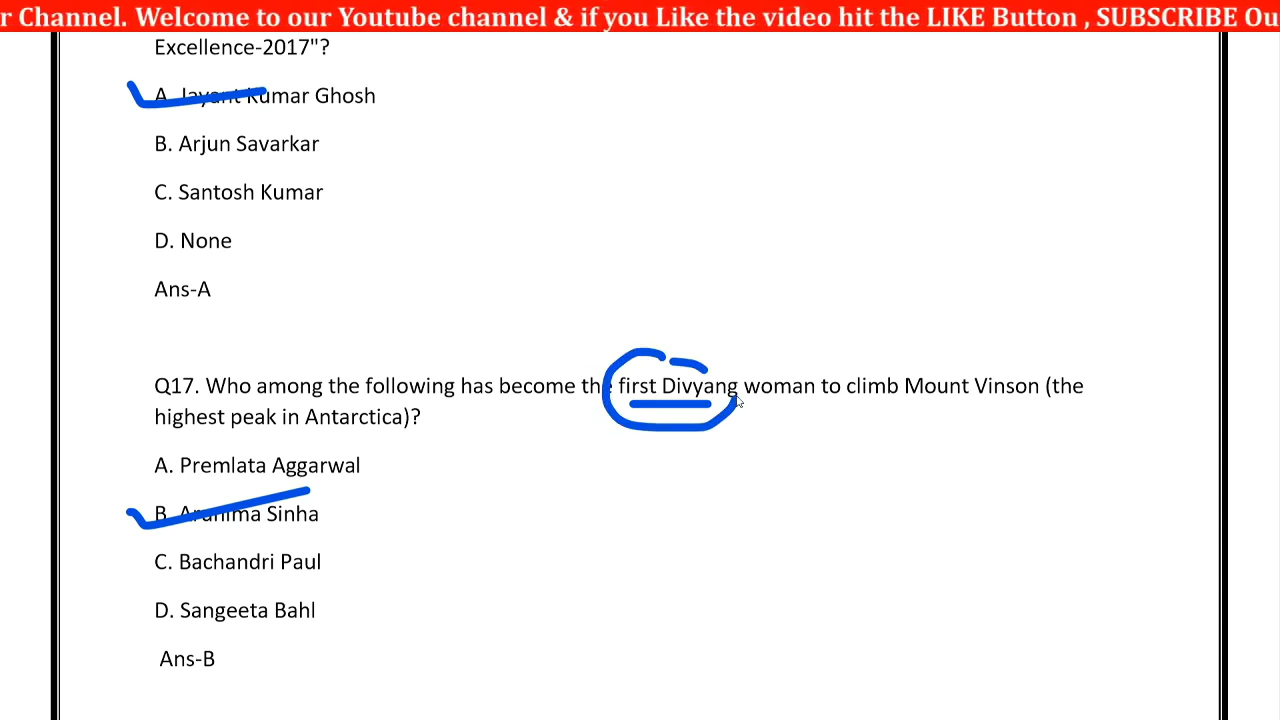 r Channel. Welcome to our Youtube channel & if you Like the video hit the LIKE Button , SUBSCRIBE Ou
Excellence-2017"?
A. Jayant Kumar Ghosh
B. Arjun Savarkar
C. Santosh Kumar
D. None
Ans-A
Q17. Who among the following has become the first Divyang woman to climb Mount Vinson (the
highest peak in Antarctica)?
A. Premlata Aggarwal
B. Arunima Sinha
C. Bachandri Paul
D. Sangeeta Bahl
Ans-B